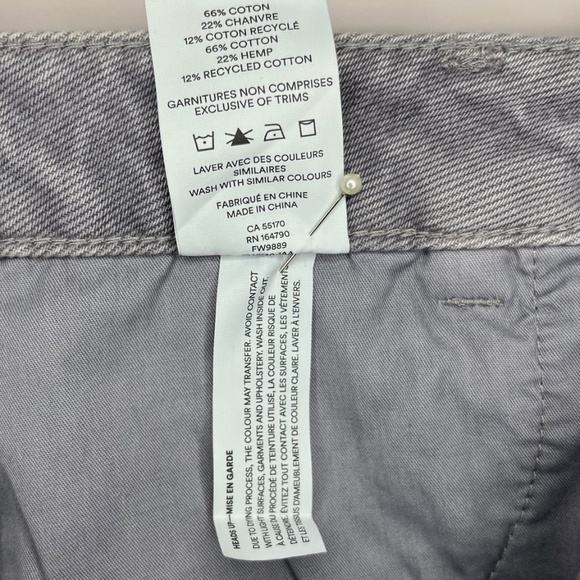 66% COTON
22% CHANVRE
12% COTON RECYCLÉ
66% COTTON
22% HEMP
12% RECYCLED COTTON
GARNITURES NON COMPRISES
EXCLUSIVE OF TRIMS
LAVER AVEC DES COULEURS
SIMILAIRES
WASH WITH SIMILAR COLOURS
FABRIQUÉ EN CHINE
MADE IN CHINA
CA 55170
RN 164790
FW9889
HEADS UP—MISE EN GARDE
DUE TO DYING PROCESS, THE COLOUR MAY TRANSFER. AVOID CONTACT
WITH LIGHT SURFACES, GARMENTS AND UPHOLSTERY. WASH INSIDE OUT.
À CAUSE DU PROCÉDÉ DE TEINTURE UTILISÉ, LA COULEUR RISQUE DE
DÉTEINDRE. ÉVITEZ TOUT CONTACT AVEC LES SURFACES, LES VÊTEMENTS
ET LES TISSUS D'AMEUBLEMENT DE COULEUR CLAIRE. LAVER À L'ENVERS.